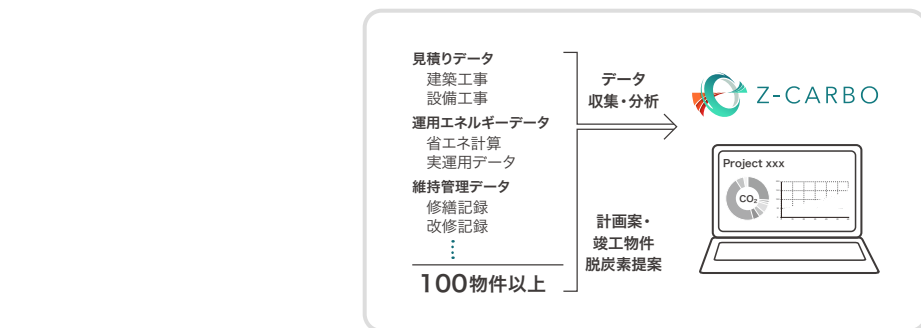 見積りデータ
建築工事
設備工事
運用エネルギーデータ
省エネ計算
実運用データ
維持管理データ
修繕記録
改修記録
100物件以上
データ
収集・分析
計画案・
竣工物件
脱炭素提案
Z-CARBO
Project xxx
CO₂